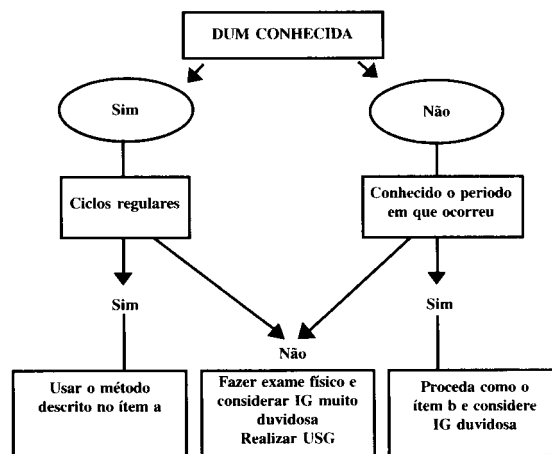 DUM CONHECIDA
Sim
Não
Ciclos regulares
Conhecido o periodo
em que ocorreu
Sim
Sim
Não
Usar o método
descrito no ítem a
Fazer exame físico e
considerar IG muito
duvidosa
Realizar USG
Proceda como o
ítem b e considere
IG duvidosa